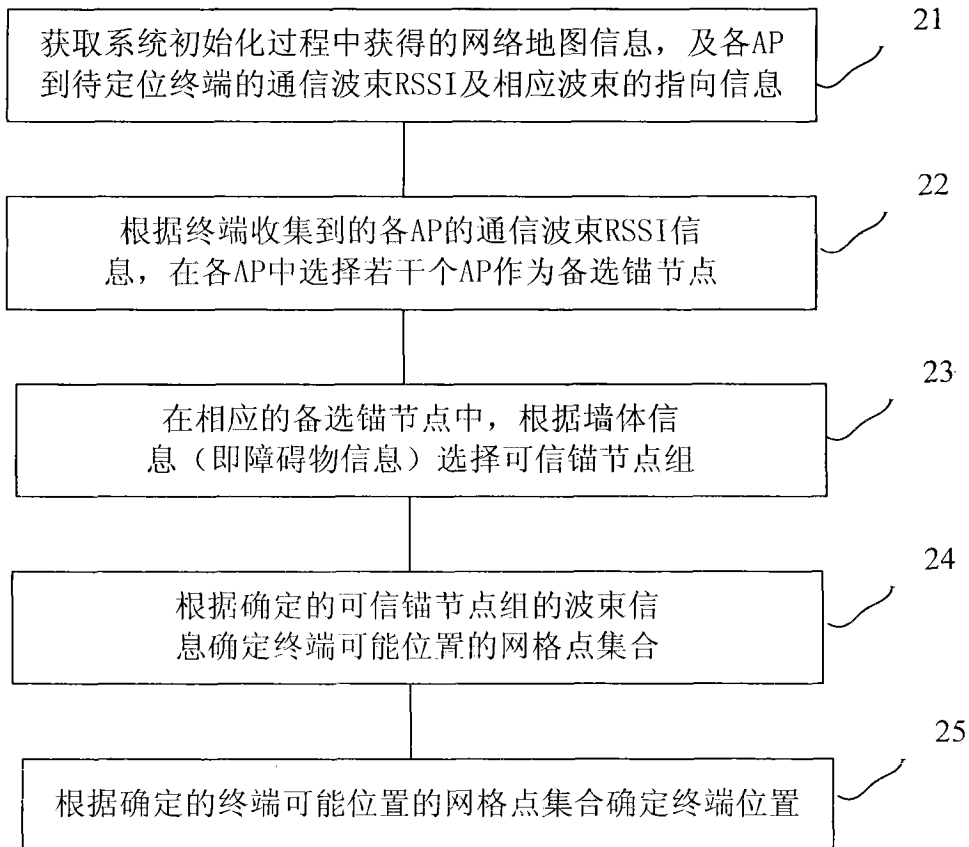 21
获取系统初始化过程中获得的网络地图信息，及各AP
到待定位终端的通信波束RSSI及相应波束的指向信息
22
根据终端收集到的各AP的通信波束RSSI信
息，在各AP中选择若干个AP作为备选锚节点
23
在相应的备选锚节点中，根据墙体信
息（即障碍物信息）选择可信锚节点组
24
根据确定的可信锚节点组的波束信
息确定终端可能位置的网格点集合
25
根据确定的终端可能位置的网格点集合确定终端位置